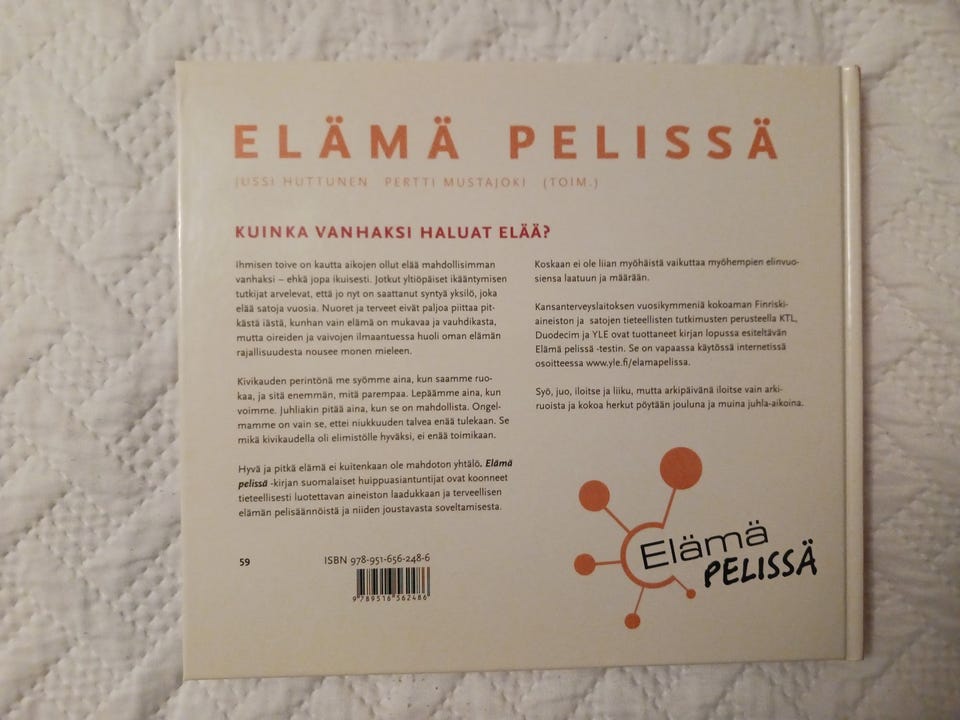 ELÄMÄ PELISSÄ
JUSSI HUTTUNEN PERTTI MUSTAJOKI (TOIM.)
KUINKA VANHAKSI HALUAT ELÄÄ?
Ihmisen toive on kautta aikojen ollut elää mahdollisimman
vanhaksi – ehkä jopa ikuisesti. Jotkut yltiöpäiset ikääntymisen
tutkijat arvelevat, että jo nyt on saattanut syntyä yksilö, joka
elää satoja vuosia. Nuoret ja terveet eivät paljoa piittaa pit-
kästä iästä, kunhan vain elämä on mukavaa ja vauhdikasta,
mutta oireiden ja vaivojen ilmaantuessa huoli oman elämän
rajallisuudesta nousee monen mieleen.
Kivikauden perintönä me syömme aina, kun saamme ruo-
kaa, ja sitä enemmän, mitä parempaa. Lepäämme aina, kun
voimme. Juhliakin pitää aina, kun se on mahdollista. Ongel-
mamme on vain se, ettei niukkuuden talvea enää tulekaan. Se
mikä kivikaudella oli elimistölle hyväksi, ei enää toimikaan.
Hyvä ja pitkä elämä ei kuitenkaan ole mahdoton yhtälö. Elämä
pelissä -kirjan suomalaiset huippuasiantuntijat ovat koonneet
tieteellisesti luotettavan aineiston laadukkaan ja terveellisen
elämän pelisäännöistä ja niiden joustavasta soveltamisesta.
Koskaan ei ole liian myöhäistä vaikuttaa myöhempien elinvuo-
siensa laatuun ja määrään.
Kansanterveyslaitoksen vuosikymmeniä kokoaman Finriski-
aineiston ja satojen tieteellisten tutkimusten perusteella KTL,
Duodecim ja YLE ovat tuottaneet kirjan lopussa esiteltävän
Elämä pelissä -testin. Se on vapaassa käytössä internetissä
osoitteessa www.yle.fi/elamapelissa.
Syö, juo, iloitse ja liiku, mutta arkipäivänä iloitse vain arki-
ruoista ja kokoa herkut pöytään jouluna ja muina juhla-aikoina.
59
ISBN 978-951-656-248-6
9 789516 562486
Elämä
PELISSÄ